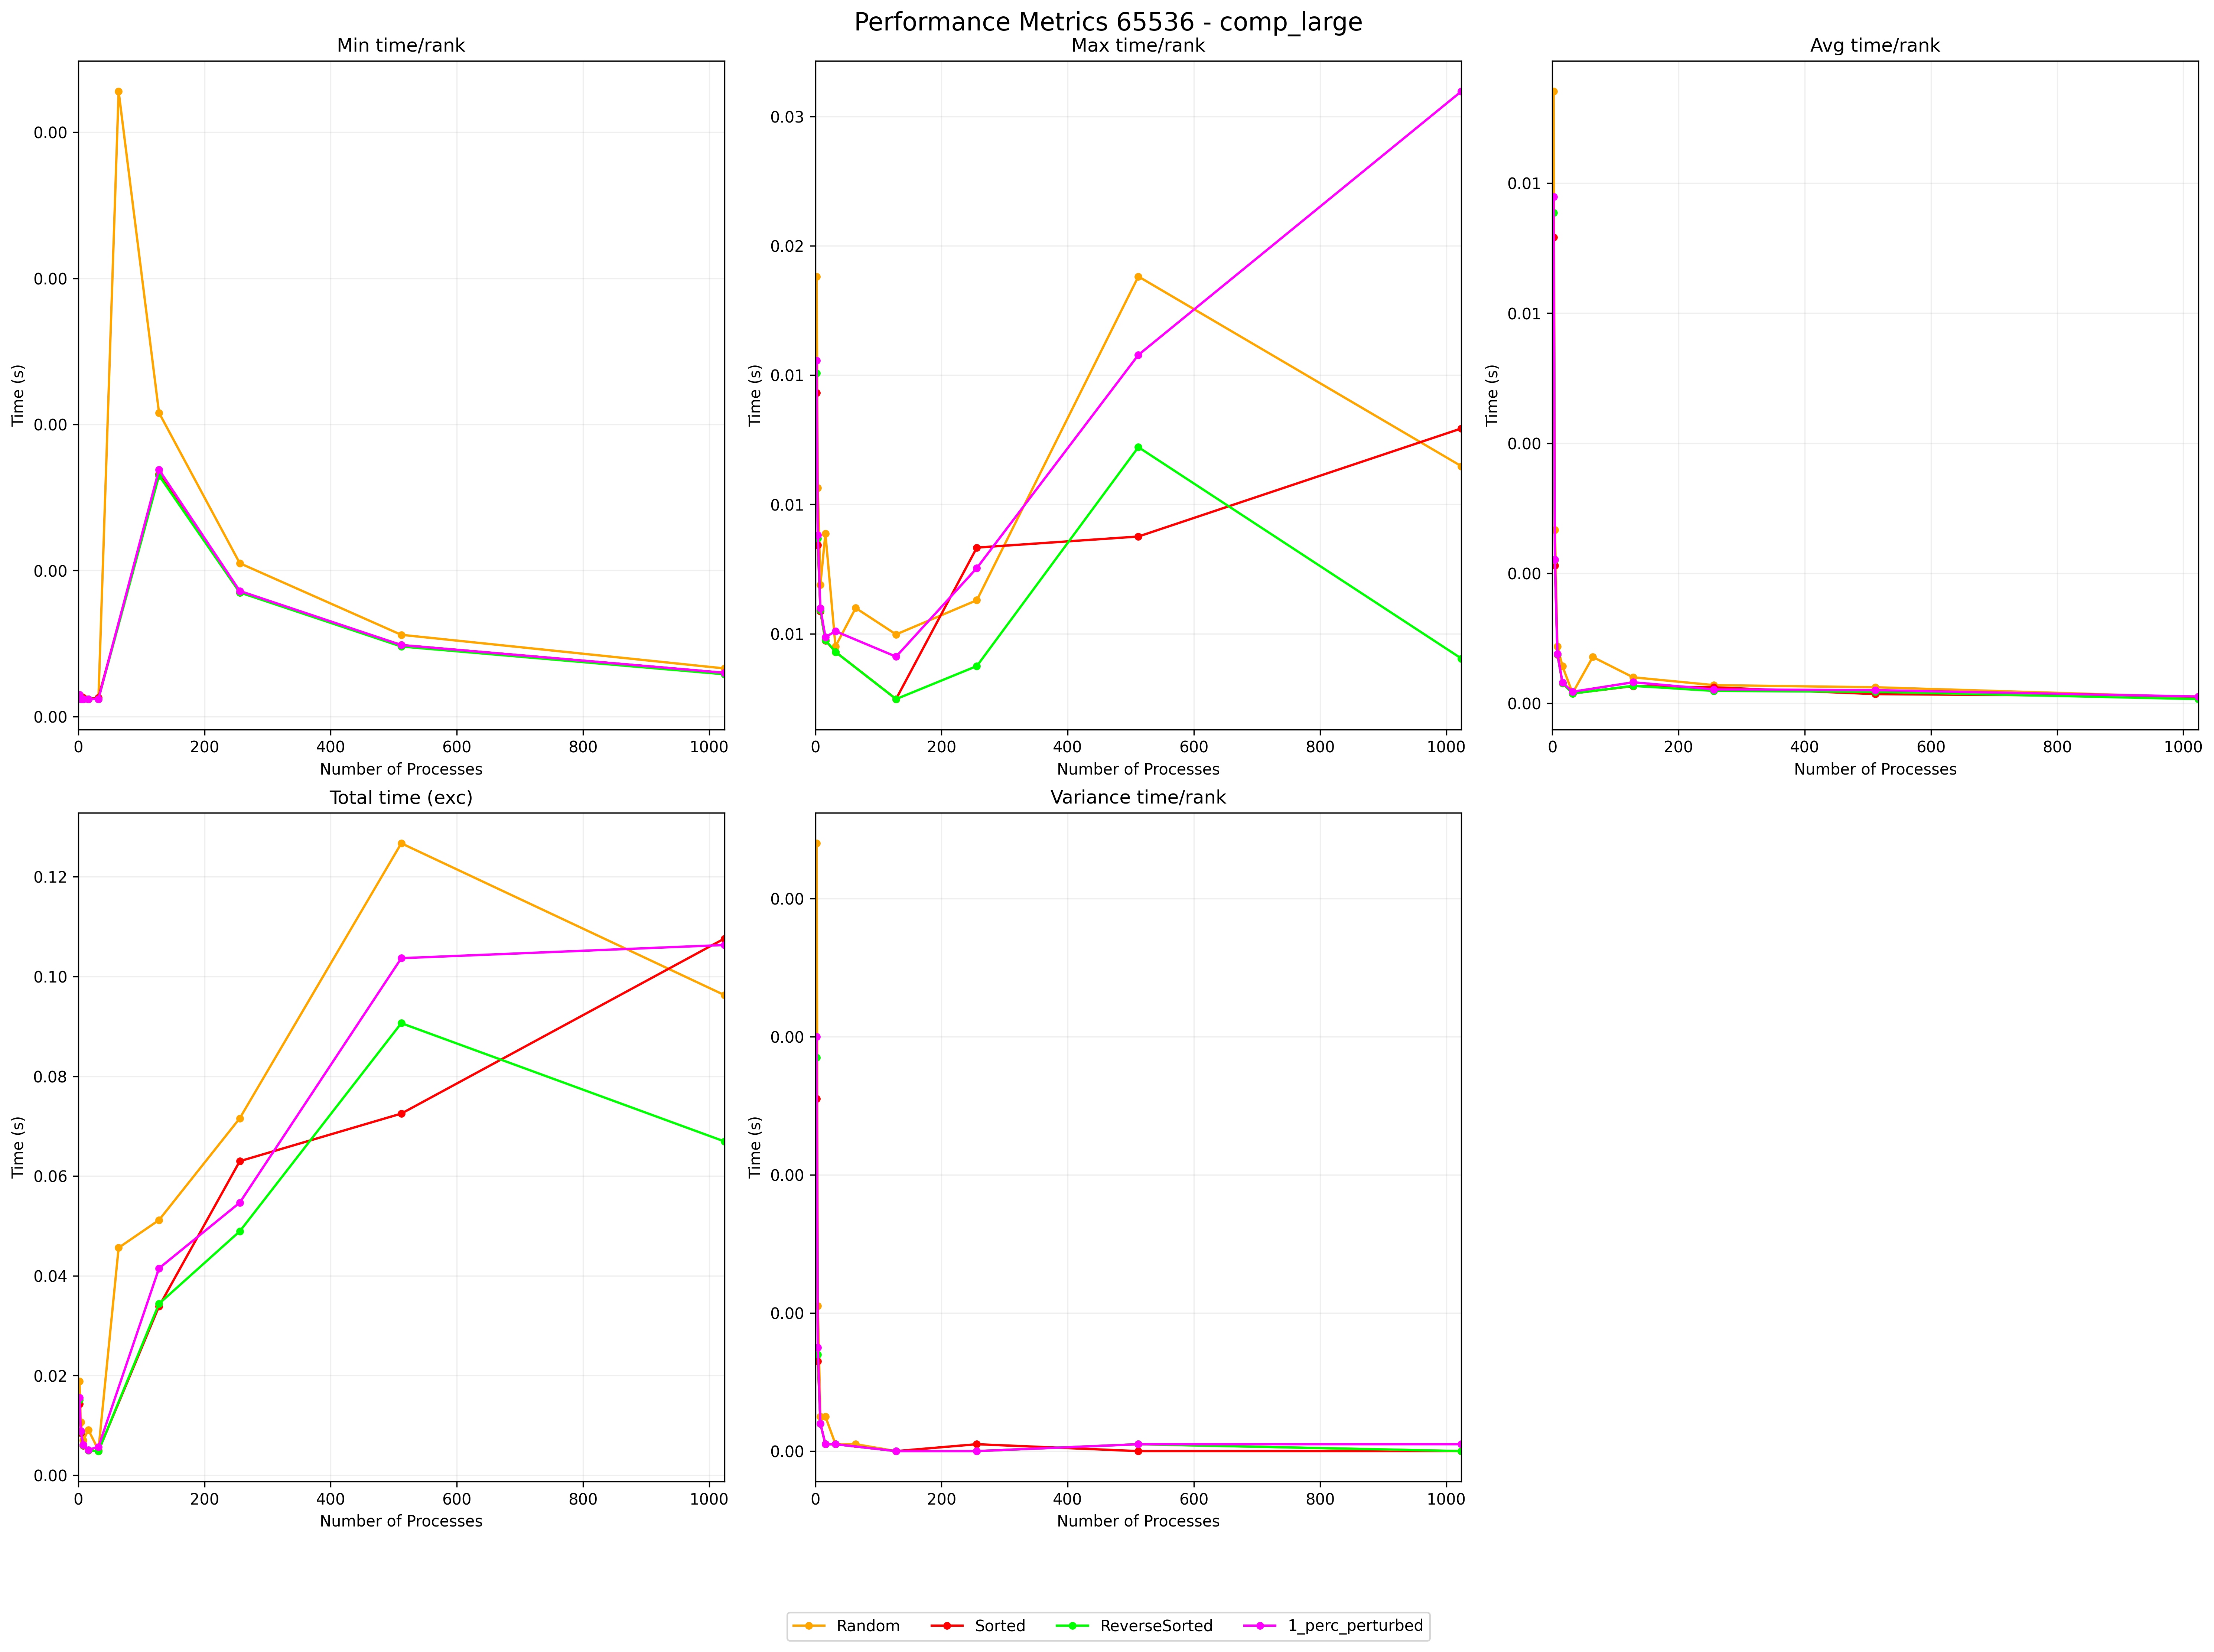 Performance Metrics 65536 - comp_large
Min time/rank
Max time/rank
Avg time/rank
0.00
0.00
0.00
0.00
0.00
Time (s)
0 200 400 600 800 1000
Number of Processes
0.03
0.02
0.01
0.01
0.01
Time (s)
0 200 400 600 800 1000
Number of Processes
0.01
0.01
0.00
0.00
0.00
Time (s)
0 200 400 600 800 1000
Number of Processes
Total time (exc)
Variance time/rank
0.12
0.10
0.08
0.06
0.04
0.02
0.00
Time (s)
0 200 400 600 800 1000
Number of Processes
0.00
0.00
0.00
0.00
0.00
Time (s)
0 200 400 600 800 1000
Number of Processes
Random Sorted ReverseSorted 1_perc_perturbed